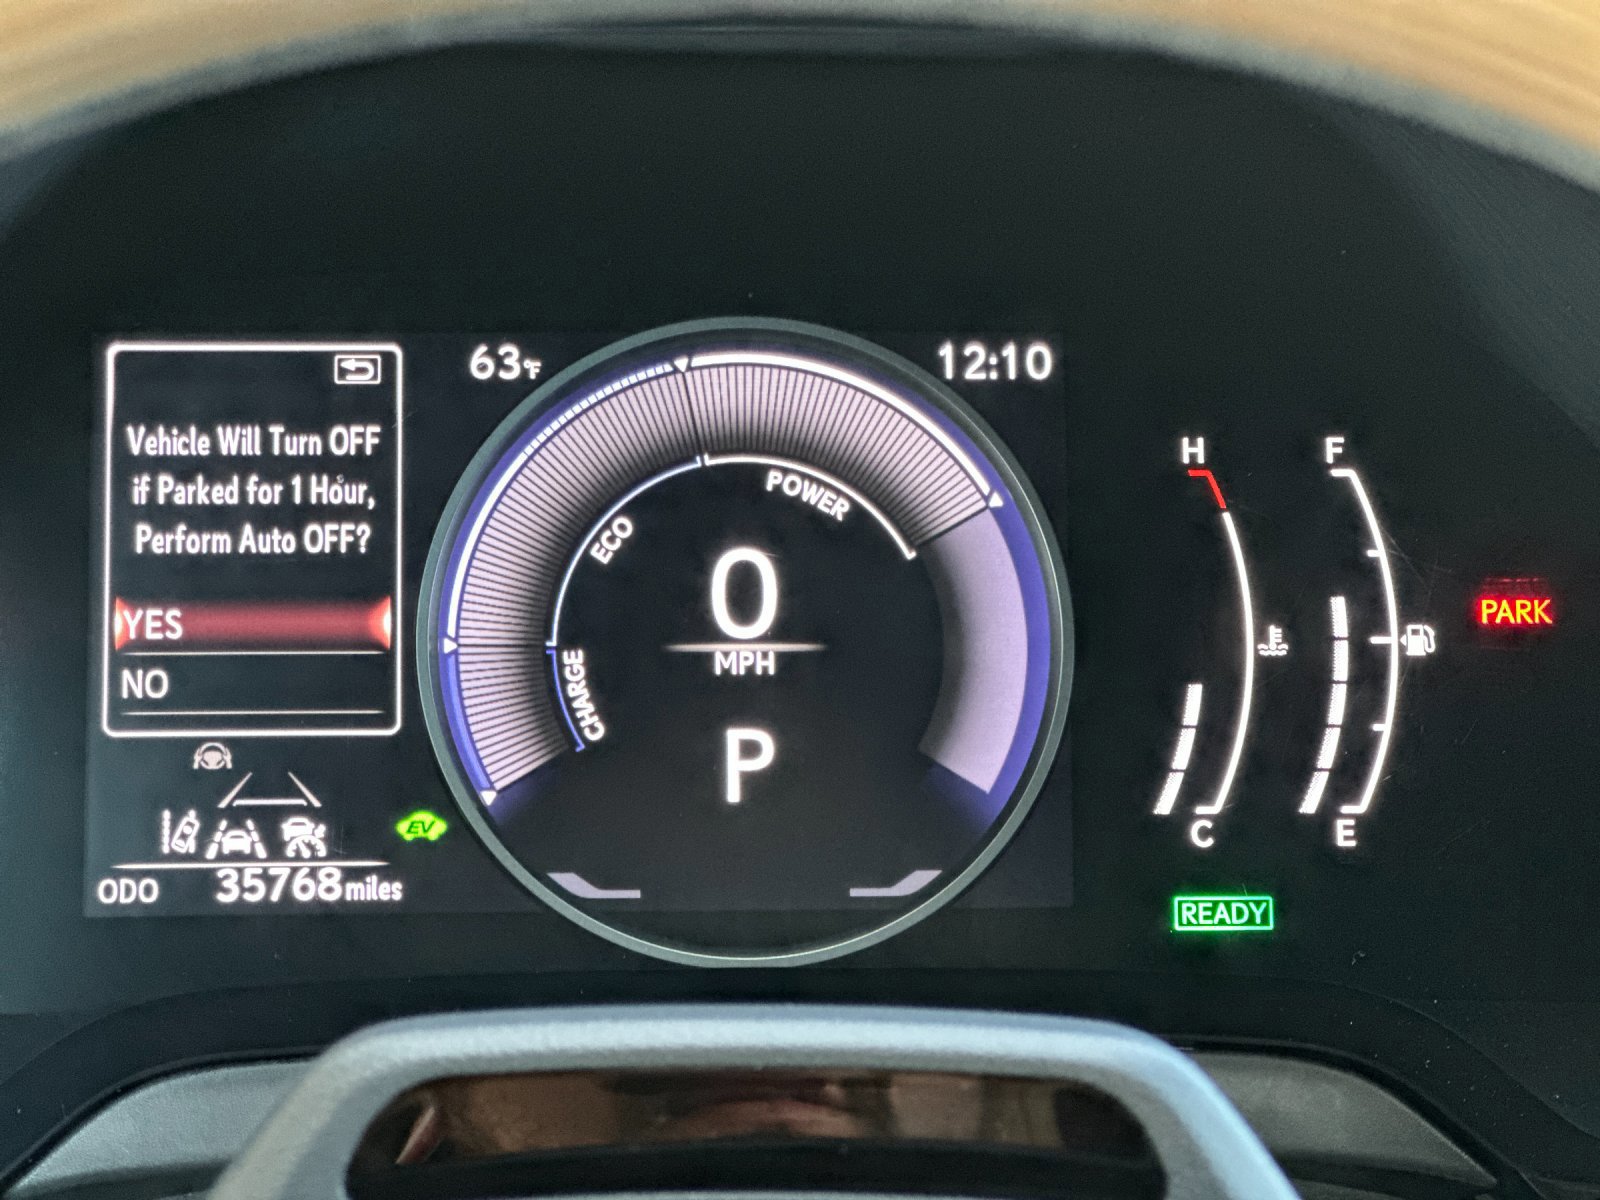 Vehicle Will Turn OFF
if Parked for 1 Hour,
Perform Auto OFF?
YES
NO
63°F
12:10
CHARGE
ECO
POWER
0
MPH
P
H
C
F
E
PARK
EV
ODO 35768 miles
READY